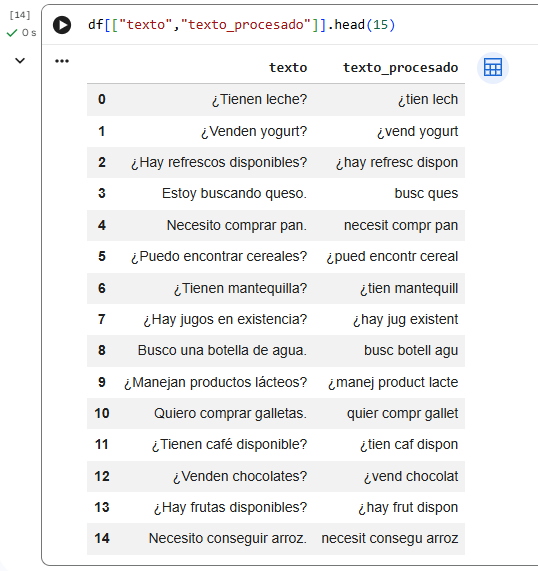 [14]
0 s
df[["texto","texto_procesado"]].head(15)
texto texto_procesado
0 ¿Tienen leche? ¿tien lech
1 ¿Venden yogurt? ¿vend yogurt
2 ¿Hay refrescos disponibles? ¿hay refresc dispon
3 Estoy buscando queso. busc ques
4 Necesito comprar pan. necesit compr pan
5 ¿Puedo encontrar cereales? ¿pued encontr cereal
6 ¿Tienen mantequilla? ¿tien mantequill
7 ¿Hay jugos en existencia? ¿hay jug existent
8 Busco una botella de agua. busc botell agu
9 ¿Manejan productos lácteos? ¿manej product lacte
10 Quiero comprar galletas. quier compr gallet
11 ¿Tienen café disponible? ¿tien caf dispon
12 ¿Venden chocolates? ¿vend chocolat
13 ¿Hay frutas disponibles? ¿hay frut dispon
14 Necesito conseguir arroz. necesit consegu arroz